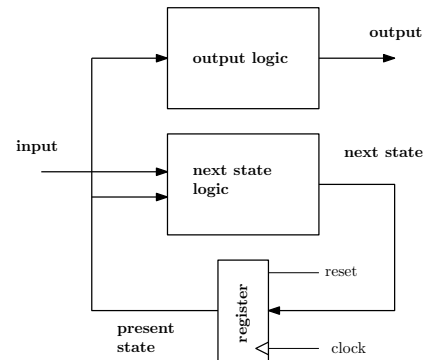 output
output logic
input
next state
next state
logic
reset
register
present
state
clock